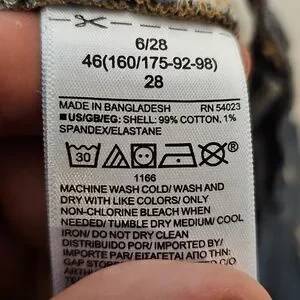 6/28
46(160/175-92-98)
28
MADE IN BANGLADESH RN 54023
■US/GB/EG: SHELL: 99% COTTON, 1%
SPANDEX/ELASTANE
30
1166
MACHINE WASH COLD/ WASH AND
DRY WITH LIKE COLORS/ ONLY
NON-CHLORINE BLEACH WHEN
NEEDED/ TUMBLE DRY MEDIUM/ COOL
IRON/ DO NOT DRY CLEAN
DISTRIBUIDO POR/ IMPORTED BY/
IMPORTADO PAR/ ΕΙΣΑΓΕΤΑΙ ΑΠΟ ΤΗΝ:
GAP